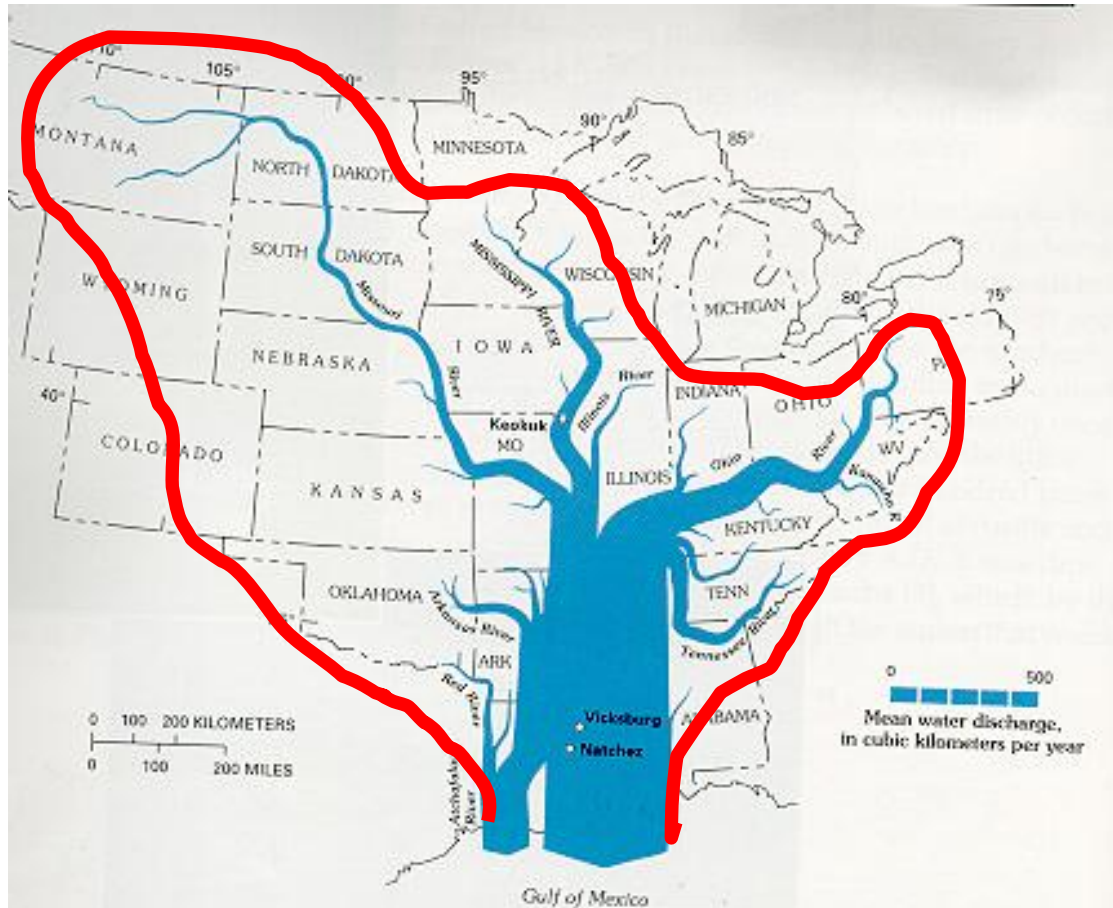 105°
95°
90°
85°
MONTANA
NORTH DAKOTA
MINNESOTA
SOUTH DAKOTA
MISSISSIPPI RIVER
WISCONSIN
MICHIGAN
80°
75°
WYOMING
Missouri River
NEBRASKA
IOWA
40°
Keokuk
MO
Illinois River
INDIANA
OHIO
COLORADO
KANSAS
ILLINOIS
Ohio River
WV
Kanawha R
KENTUCKY
OKLAHOMA
Arkansas River
TENN
Tennessee River
ARK
Red River
Vicksburg
Natchez
ALABAMA
0 100 200 KILOMETERS
0 100 200 MILES
River
0 500
Mean water discharge,
in cubic kilometers per year
Gulf of Mexico